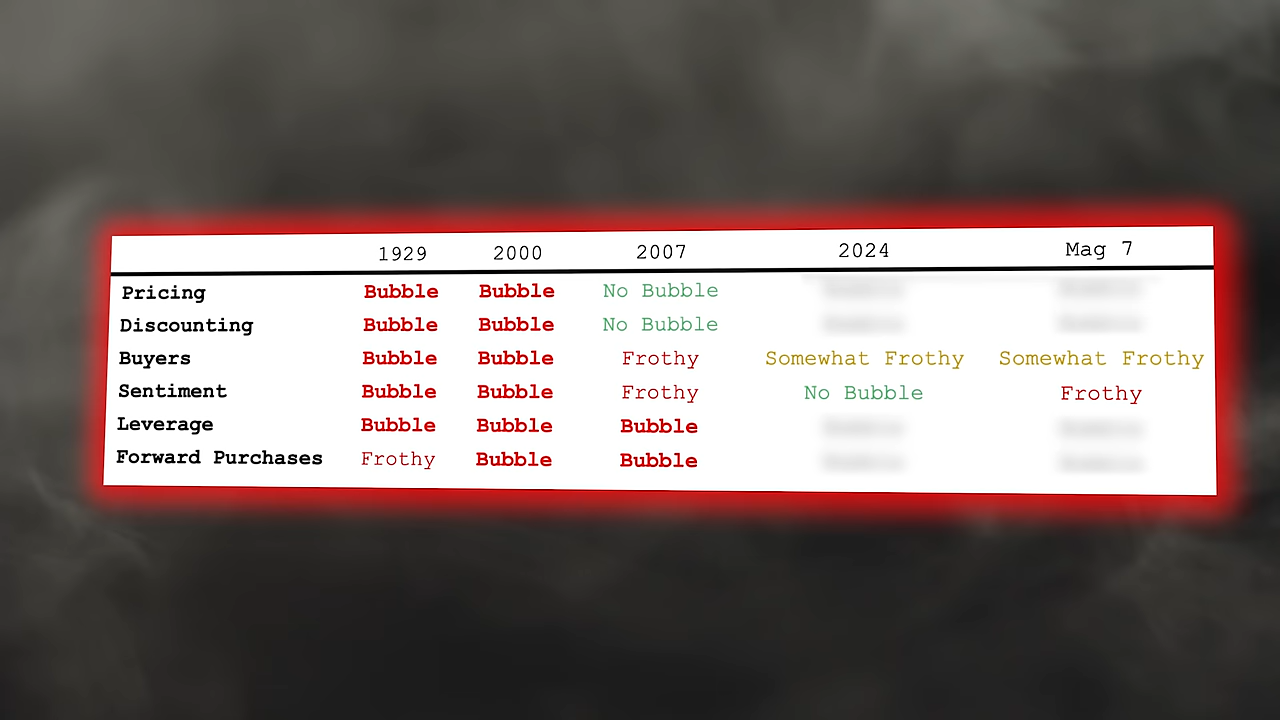 1929 2000 2007 2024 Mag 7
Pricing Bubble Bubble No Bubble
Discounting Bubble Bubble No Bubble
Buyers Bubble Bubble Frothy Somewhat Frothy Somewhat Frothy
Sentiment Bubble Bubble Frothy No Bubble Frothy
Leverage Bubble Bubble Bubble
Forward Purchases Frothy Bubble Bubble